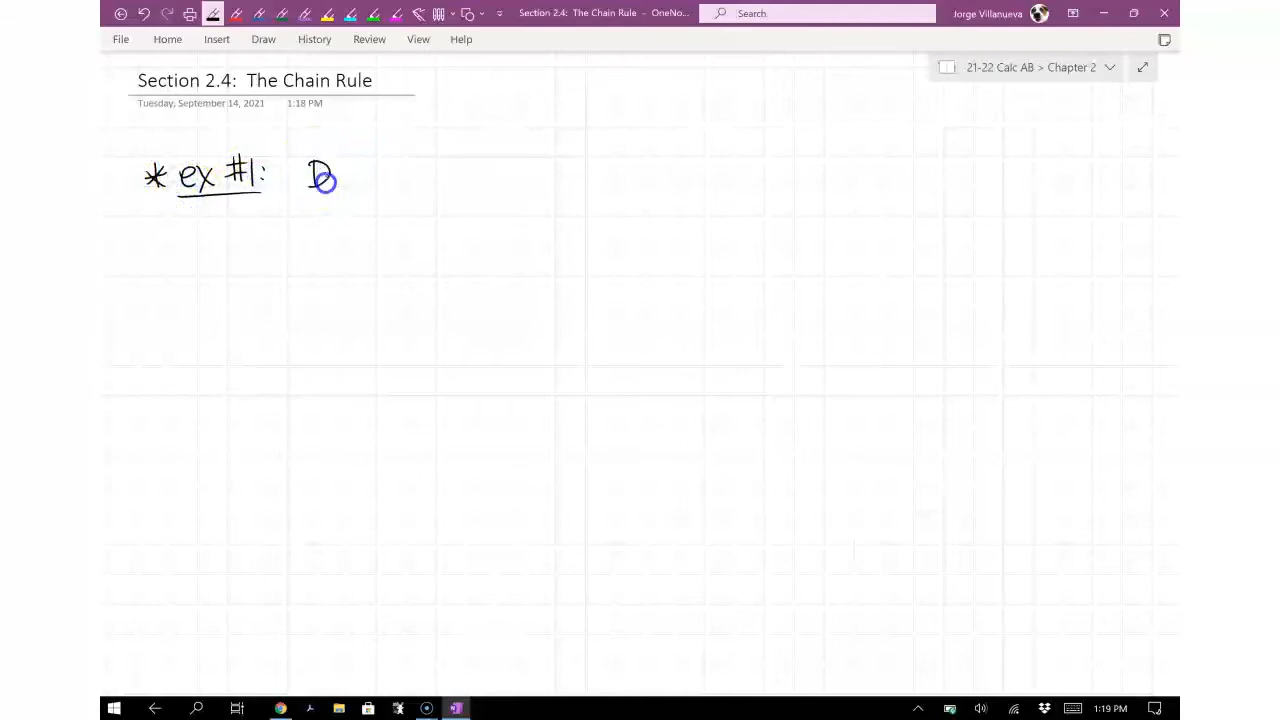 Section 2.4: The Chain Rule - OneNo...
Search
Jorge Villanueva
File Home Insert Draw History Review View Help
Section 2.4: The Chain Rule
21-22 Calc AB > Chapter 2
Tuesday, September 14, 2021 1:18 PM
* ex #1: D
1:19 PM